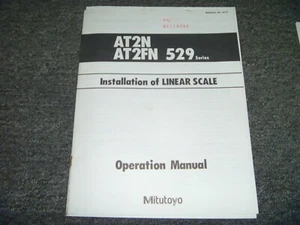 AT2N
AT2FN 529 Series
Installation of LINEAR SCALE
Operation Manual
Mitutoyo